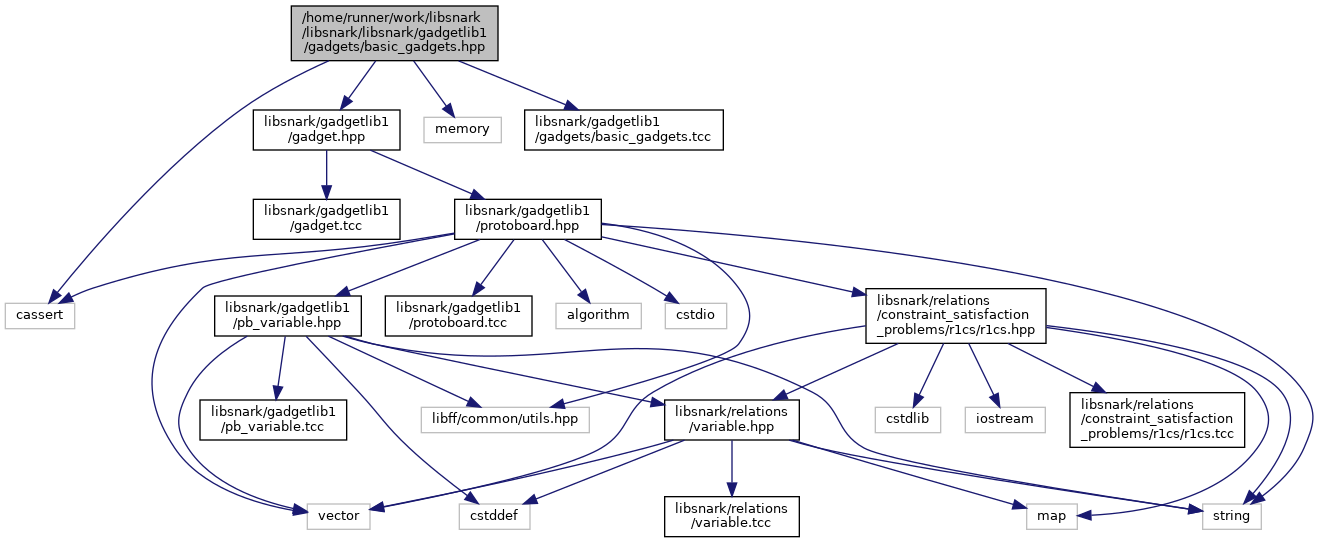 /home/runner/work/libsnark
/libsnark/libsnark/gadgetlib1
/gadgets/basic_gadgets.hpp
libsnark/gadgetlib1
/gadget.hpp
memory
libsnark/gadgetlib1
/gadgets/basic_gadgets.tcc
libsnark/gadgetlib1
/gadget.tcc
libsnark/gadgetlib1
/protoboard.hpp
cassert
libsnark/gadgetlib1
/pb_variable.hpp
libsnark/gadgetlib1
/protoboard.tcc
algorithm
cstdio
libsnark/relations
/constraint_satisfaction
_problems/r1cs/r1cs.hpp
libsnark/gadgetlib1
/pb_variable.tcc
libff/common/utils.hpp
libsnark/relations
/variable.hpp
cstdlib
iostream
libsnark/relations
/constraint_satisfaction
_problems/r1cs/r1cs.tcc
vector
cstddef
libsnark/relations
/variable.tcc
map
string